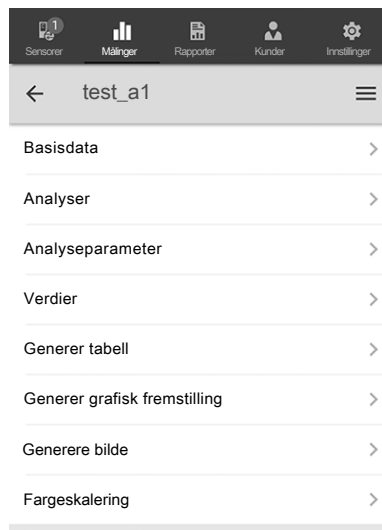 1
Sensorer Målinger Rapporter Kunder Innstillinger
test_a1
Basisdata
Analyser
Analyseparameter
Verdier
Generer tabell
Generer grafisk fremstilling
Generere bilde
Fargeskalering